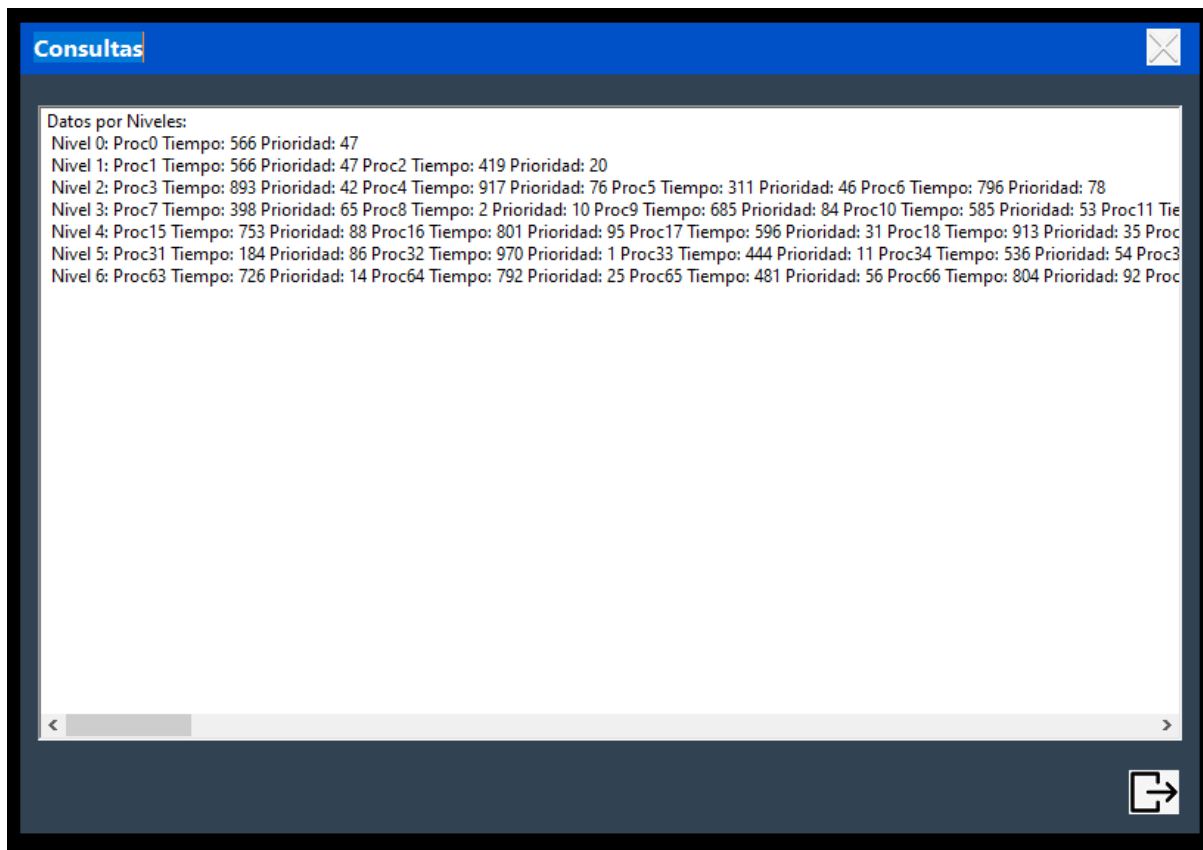 Consultas
Datos por Niveles:
Nivel 0: Proc0 Tiempo: 566 Prioridad: 47
Nivel 1: Proc1 Tiempo: 566 Prioridad: 47 Proc2 Tiempo: 419 Prioridad: 20
Nivel 2: Proc3 Tiempo: 893 Prioridad: 42 Proc4 Tiempo: 917 Prioridad: 76 Proc5 Tiempo: 311 Prioridad: 46 Proc6 Tiempo: 796 Prioridad: 78
Nivel 3: Proc7 Tiempo: 398 Prioridad: 65 Proc8 Tiempo: 2 Prioridad: 10 Proc9 Tiempo: 685 Prioridad: 84 Proc10 Tiempo: 585 Prioridad: 53 Proc11 Tie
Nivel 4: Proc15 Tiempo: 753 Prioridad: 88 Proc16 Tiempo: 801 Prioridad: 95 Proc17 Tiempo: 596 Prioridad: 31 Proc18 Tiempo: 913 Prioridad: 35 Proc
Nivel 5: Proc31 Tiempo: 184 Prioridad: 86 Proc32 Tiempo: 970 Prioridad: 1 Proc33 Tiempo: 444 Prioridad: 11 Proc34 Tiempo: 536 Prioridad: 54 Proc3
Nivel 6: Proc63 Tiempo: 726 Prioridad: 14 Proc64 Tiempo: 792 Prioridad: 25 Proc65 Tiempo: 481 Prioridad: 56 Proc66 Tiempo: 804 Prioridad: 92 Proc